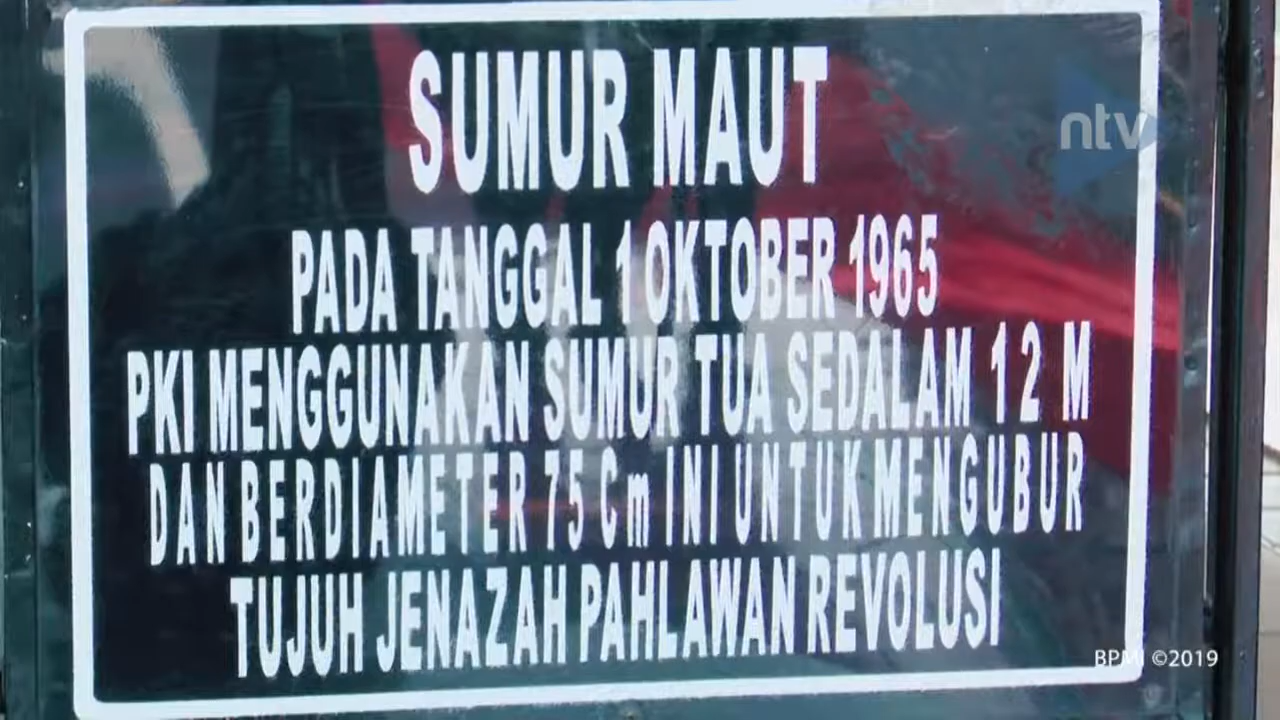 SUMUR MAUT
ntv
PADA TANGGAL 1 OKTOBER 1965
PKI MENGGUNAKAN SUMUR TUA SEDALAM 12 M
DAN BERDIAMETER 75 Cm INI UNTUK MENGUBUR
TUJUH JENAZAH PAHLAWAN REVOLUSI
BPMI ©2019